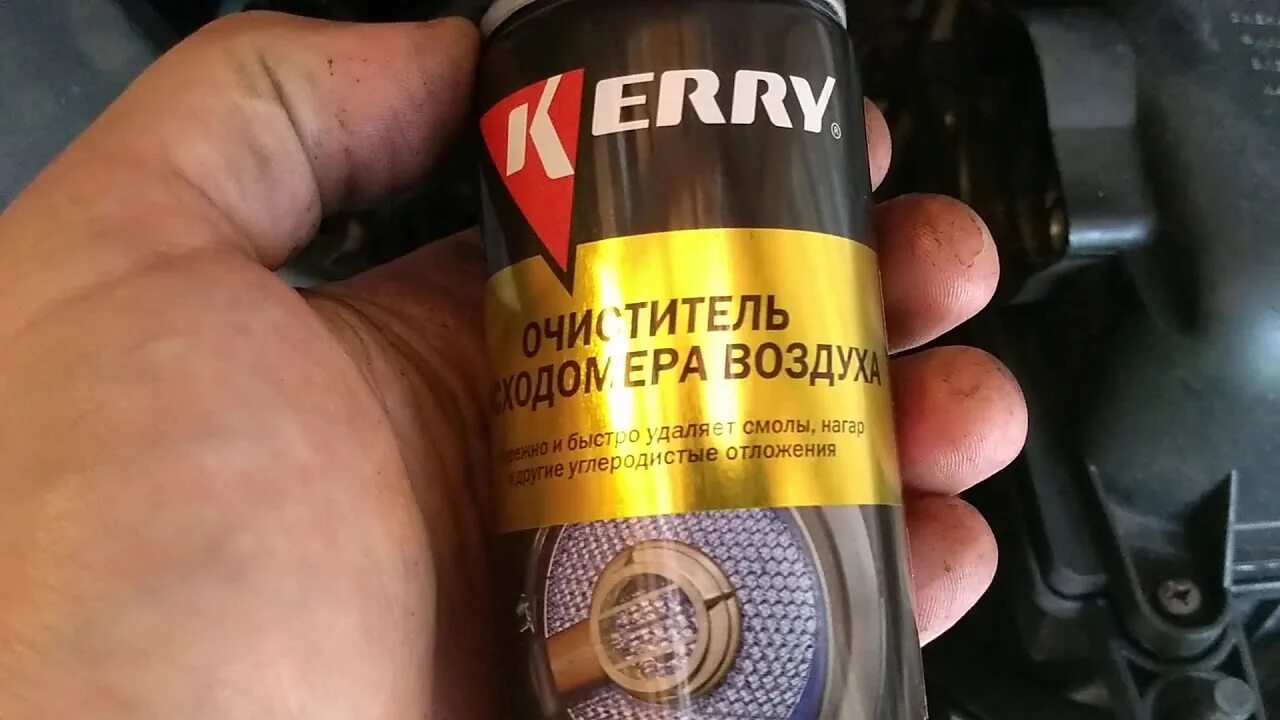 KERRY®
ОЧИСТИТЕЛЬ
СХОДОМЕРА ВОЗДУХА
и быстро удаляет смолы, нагар
и другие углеродистые отложения